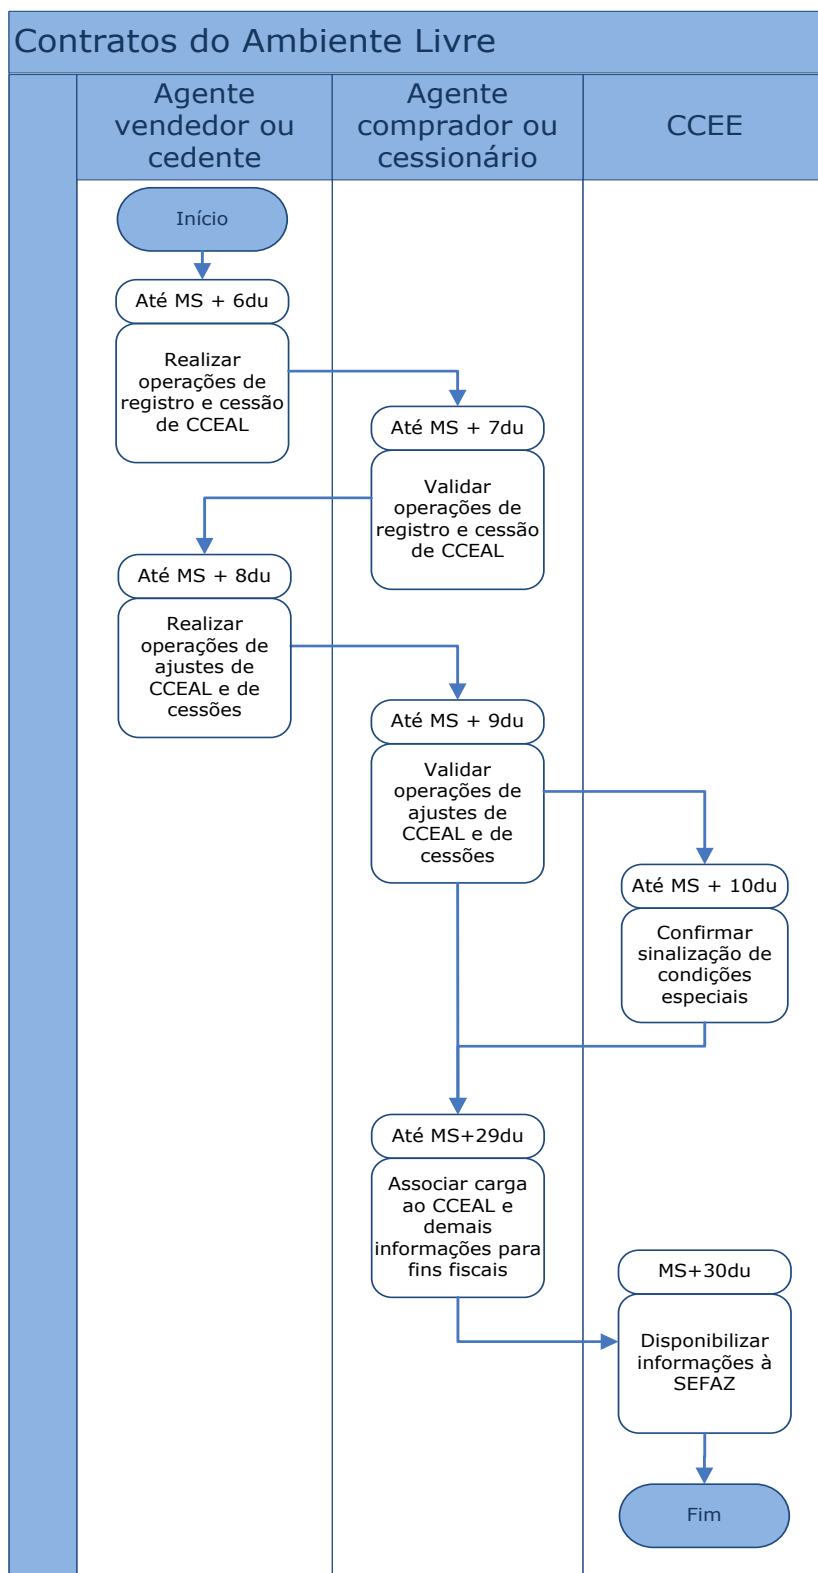 Contratos do Ambiente Livre
Agente
vendedor ou
cedente
Agente
comprador ou
cessionário
CCEE
Início
Até MS + 6du
Realizar
operações de
registro e cessão
de CCEAL
Até MS + 7du
Validar
operações de
registro e cessão
de CCEAL
Até MS + 8du
Realizar
operações de
ajustes de
CCEAL e de
cessões
Até MS + 9du
Validar
operações de
ajustes de
CCEAL e de
cessões
Até MS + 10du
Confirmar
sinalização de
condições
especiais
Até MS+29du
Associar carga
ao CCEAL e
demais
informações para
fins fiscais
MS+30du
Disponibilizar
informações à
SEFAZ
Fim